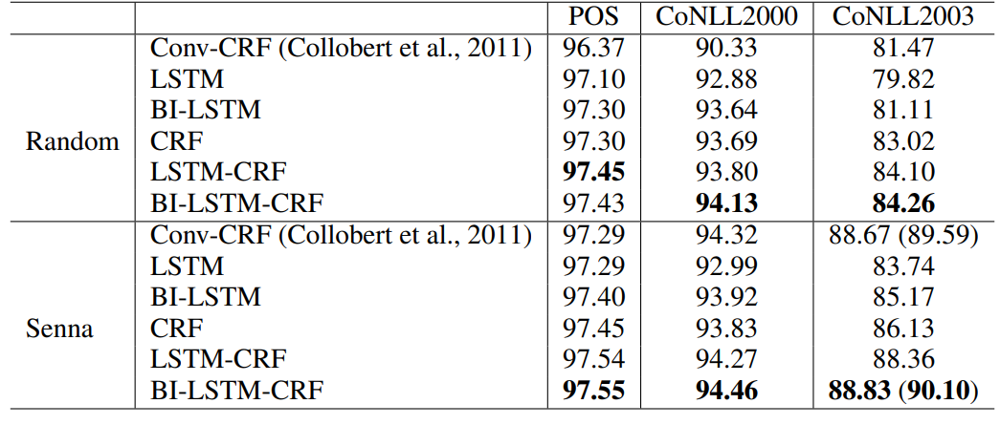 POS CoNLL2000 CoNLL2003
Conv-CRF (Collobert et al., 2011) 96.37 90.33 81.47
LSTM 97.10 92.88 79.82
BI-LSTM 97.30 93.64 81.11
Random CRF 97.30 93.69 83.02
LSTM-CRF 97.45 93.80 84.10
BI-LSTM-CRF 97.43 94.13 84.26
Conv-CRF (Collobert et al., 2011) 97.29 94.32 88.67 (89.59)
LSTM 97.29 92.99 83.74
BI-LSTM 97.40 93.92 85.17
Senna CRF 97.45 93.83 86.13
LSTM-CRF 97.54 94.27 88.36
BI-LSTM-CRF 97.55 94.46 88.83 (90.10)